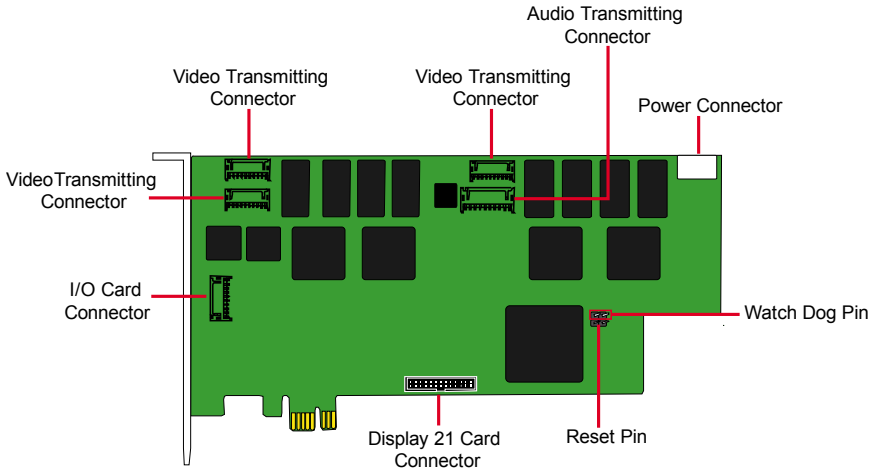 Audio Transmitting
Connector
Video Transmitting
Connector
Video Transmitting
Connector
Power Connector
VideoTransmitting
Connector
I/O Card
Connector
Watch Dog Pin
Display 21 Card
Connector
Reset Pin